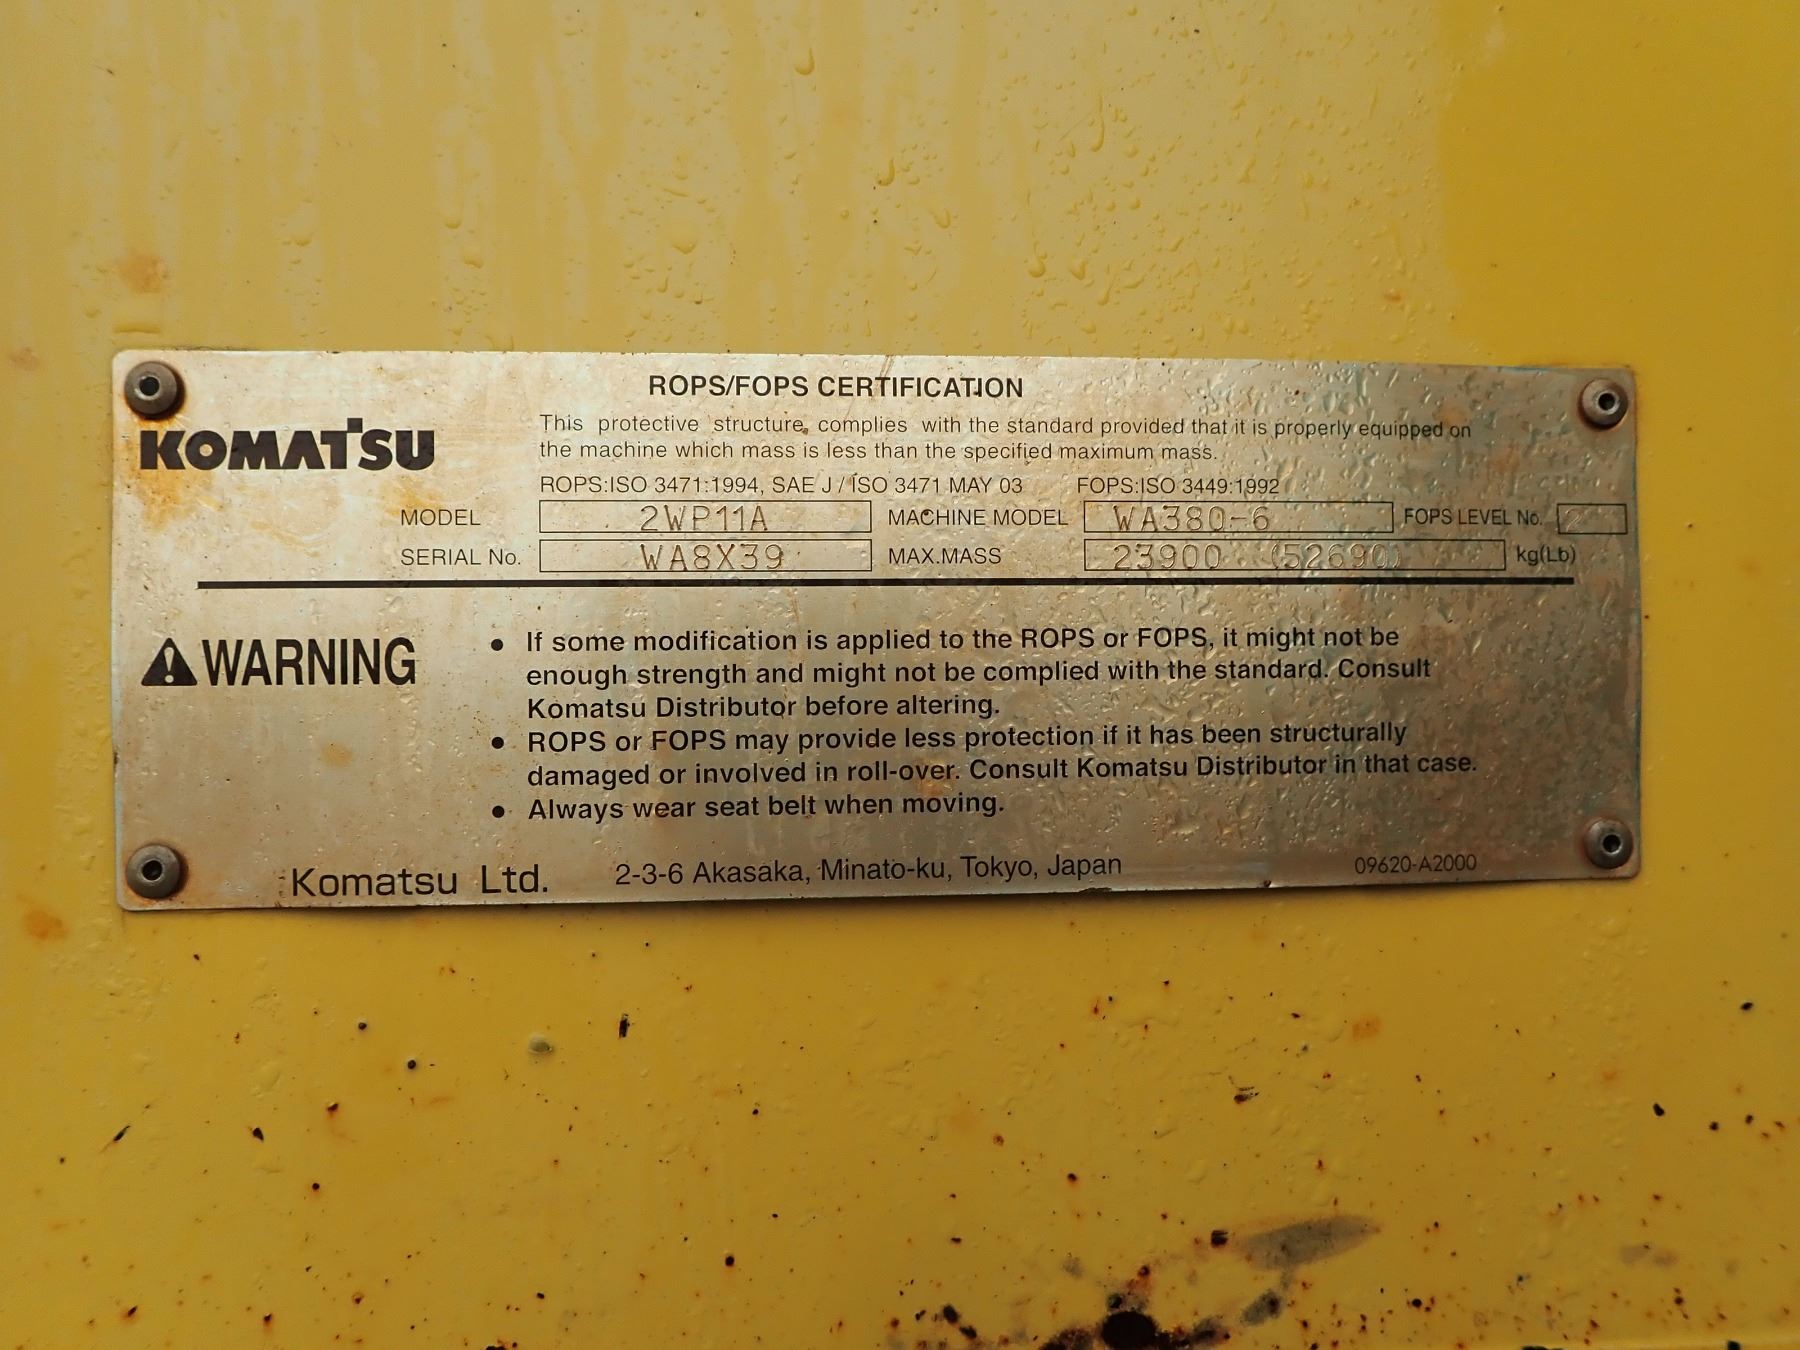 ROPS/FOPS CERTIFICATION
KOMATSU
This protective structure complies with the standard provided that it is properly equipped on
the machine which mass is less than the specified maximum mass.
ROPS:ISO 3471:1994, SAE J / ISO 3471 MAY 03 FOPS:ISO 3449:1992
MODEL 2WP11A MACHINE MODEL WA380-6 FOPS LEVEL No. 2
SERIAL No. WA8X39 MAX.MASS 23900 (52690) kg(Lb)
WARNING
• If some modification is applied to the ROPS or FOPS, it might not be
enough strength and might not be complied with the standard. Consult
Komatsu Distributor before altering.
• ROPS or FOPS may provide less protection if it has been structurally
damaged or involved in roll-over. Consult Komatsu Distributor in that case.
• Always wear seat belt when moving.
Komatsu Ltd. 2-3-6 Akasaka, Minato-ku, Tokyo, Japan 09620-A2000